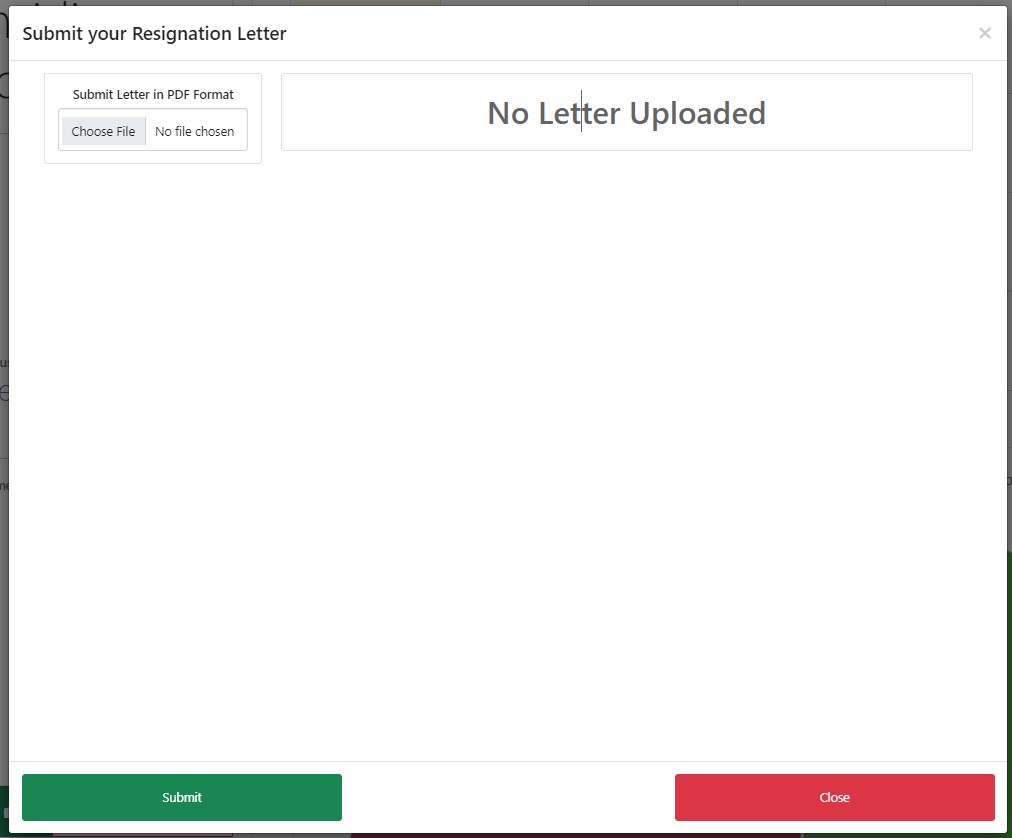 Submit your Resignation Letter
×
Submit Letter in PDF Format
Choose File No file chosen
No Letter Uploaded
Submit
Close